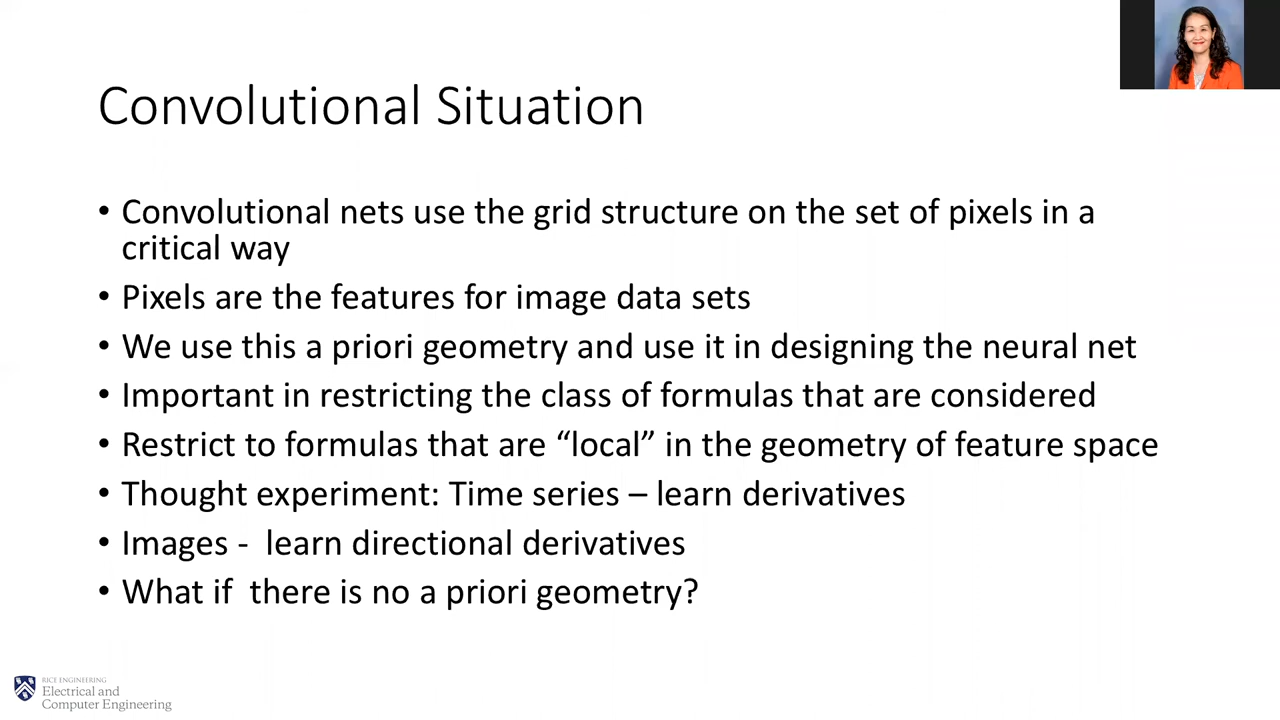 Convolutional Situation
• Convolutional nets use the grid structure on the set of pixels in a
critical way
• Pixels are the features for image data sets
• We use this a priori geometry and use it in designing the neural net
• Important in restricting the class of formulas that are considered
• Restrict to formulas that are “local” in the geometry of feature space
• Thought experiment: Time series – learn derivatives
• Images - learn directional derivatives
• What if there is no a priori geometry?
RICE ENGINEERING
Electrical and
Computer Engineering